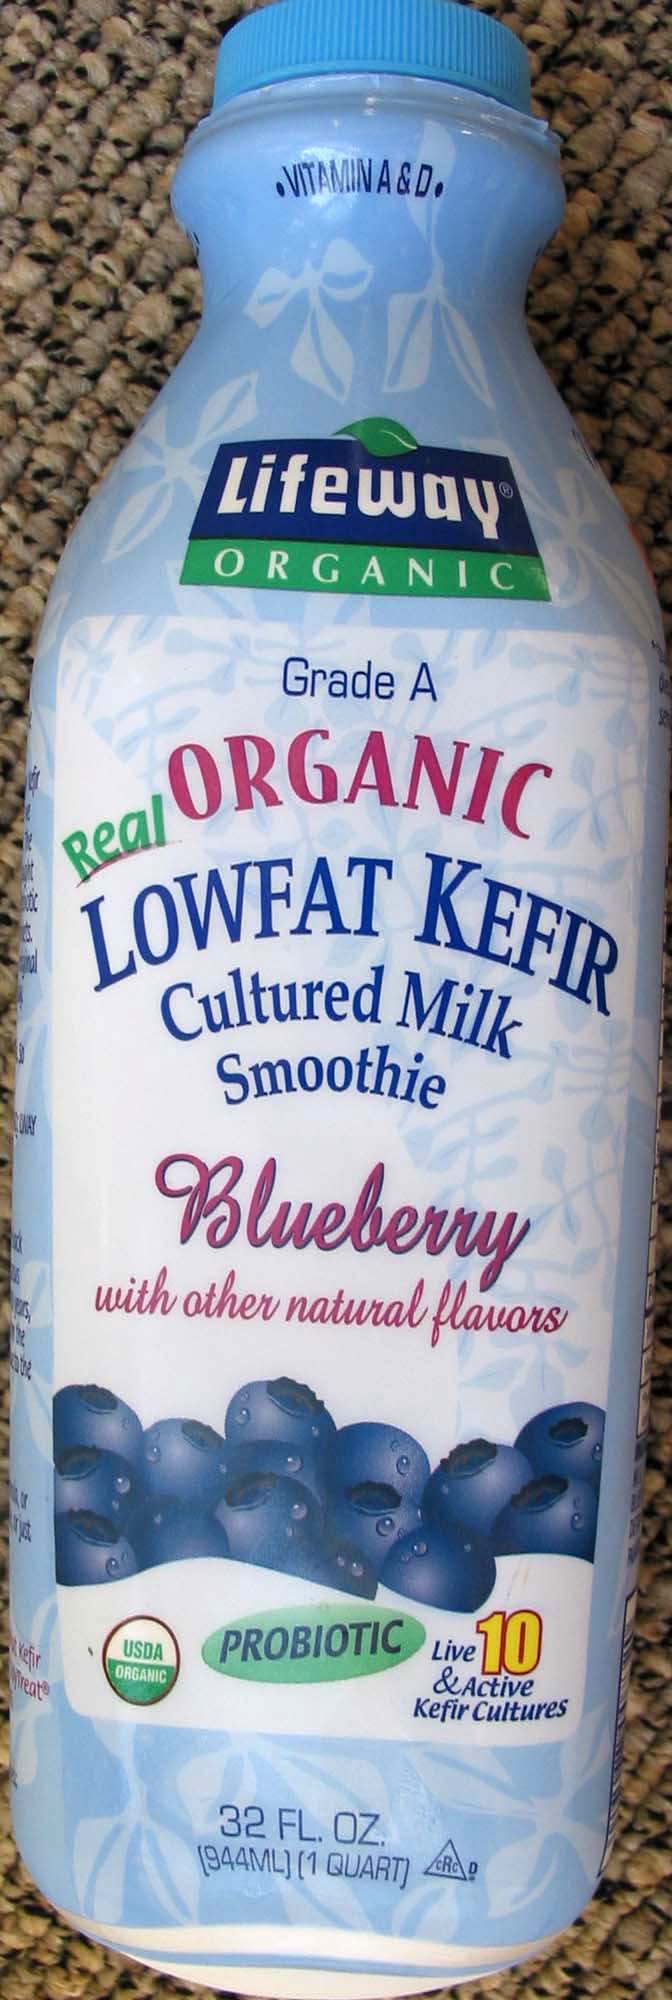 •VITAMIN A & D•
Lifeway®
ORGANIC
Grade A
Real ORGANIC
LOWFAT KEFIR
Cultured Milk
Smoothie
Blueberry
with other natural flavors
USDA
ORGANIC
PROBIOTIC
Live 10
& Active
Kefir Cultures
32 FL. OZ.
(944ML) (1 QUART)
cRc D